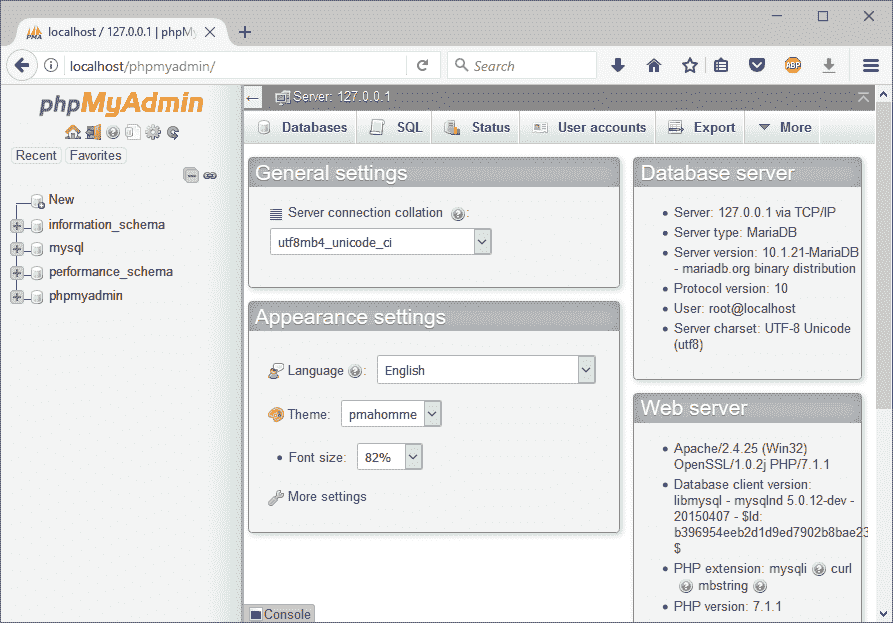 localhost / 127.0.0.1 | phpMy
localhost/phpmyadmin/
Search
ABP
phpMyAdmin
Recent
Favorites
New
information_schema
mysql
performance_schema
phpmyadmin
Server: 127.0.0.1
Databases
SQL
Status
User accounts
Export
More
General settings
Server connection collation
utf8mb4_unicode_ci
Appearance settings
Language
:
English
Theme:
pmahomme
Font size:
82%
More settings
Database server
Server: 127.0.0.1 via TCP/IP
Server type: MariaDB
Server version: 10.1.21-MariaDB
- mariadb.org binary distribution
Protocol version: 10
User: root@localhost
Server charset: UTF-8 Unicode
(utf8)
Web server
Apache/2.4.25 (Win32)
OpenSSL/1.0.2j PHP/7.1.1
Database client version:
libmysql - mysqlnd 5.0.12-dev -
20150407 - $Id:
b396954eeb2d1d9ed7902b8bae23
$
PHP extension: mysqli curl
mbstring
PHP version: 7.1.1
Console